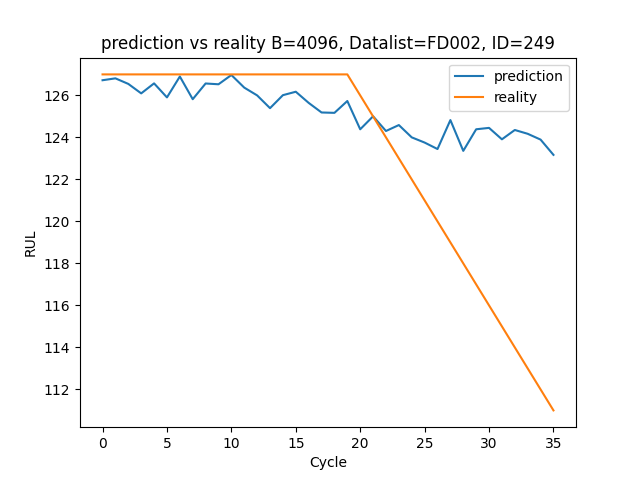 prediction vs reality B=4096, Datalist=FD002, ID=249
prediction
reality
126
124
122
120
118
116
114
112
RUL
0 5 10 15 20 25 30 35
Cycle